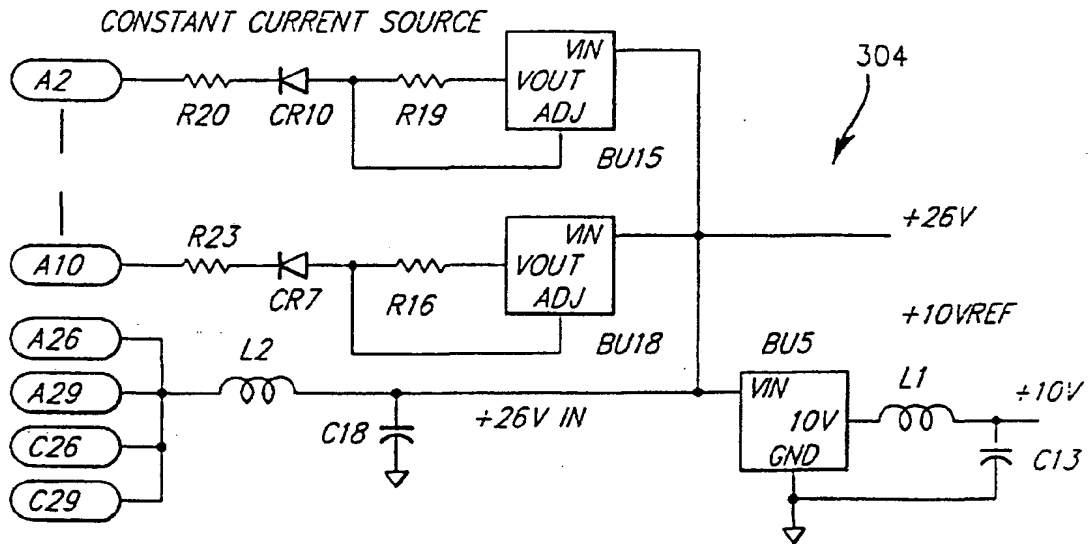 CONSTANT CURRENT SOURCE
A2
R20
CR10
R19
VIN
VOUT
ADJ
BU15
304
A10
R23
CR7
R16
VIN
VOUT
ADJ
BU18
+26V
+10VREF
A26
A29
C26
C29
L2
C18
+26V IN
BU5
VIN
10V
GND
L1
+10V
C13